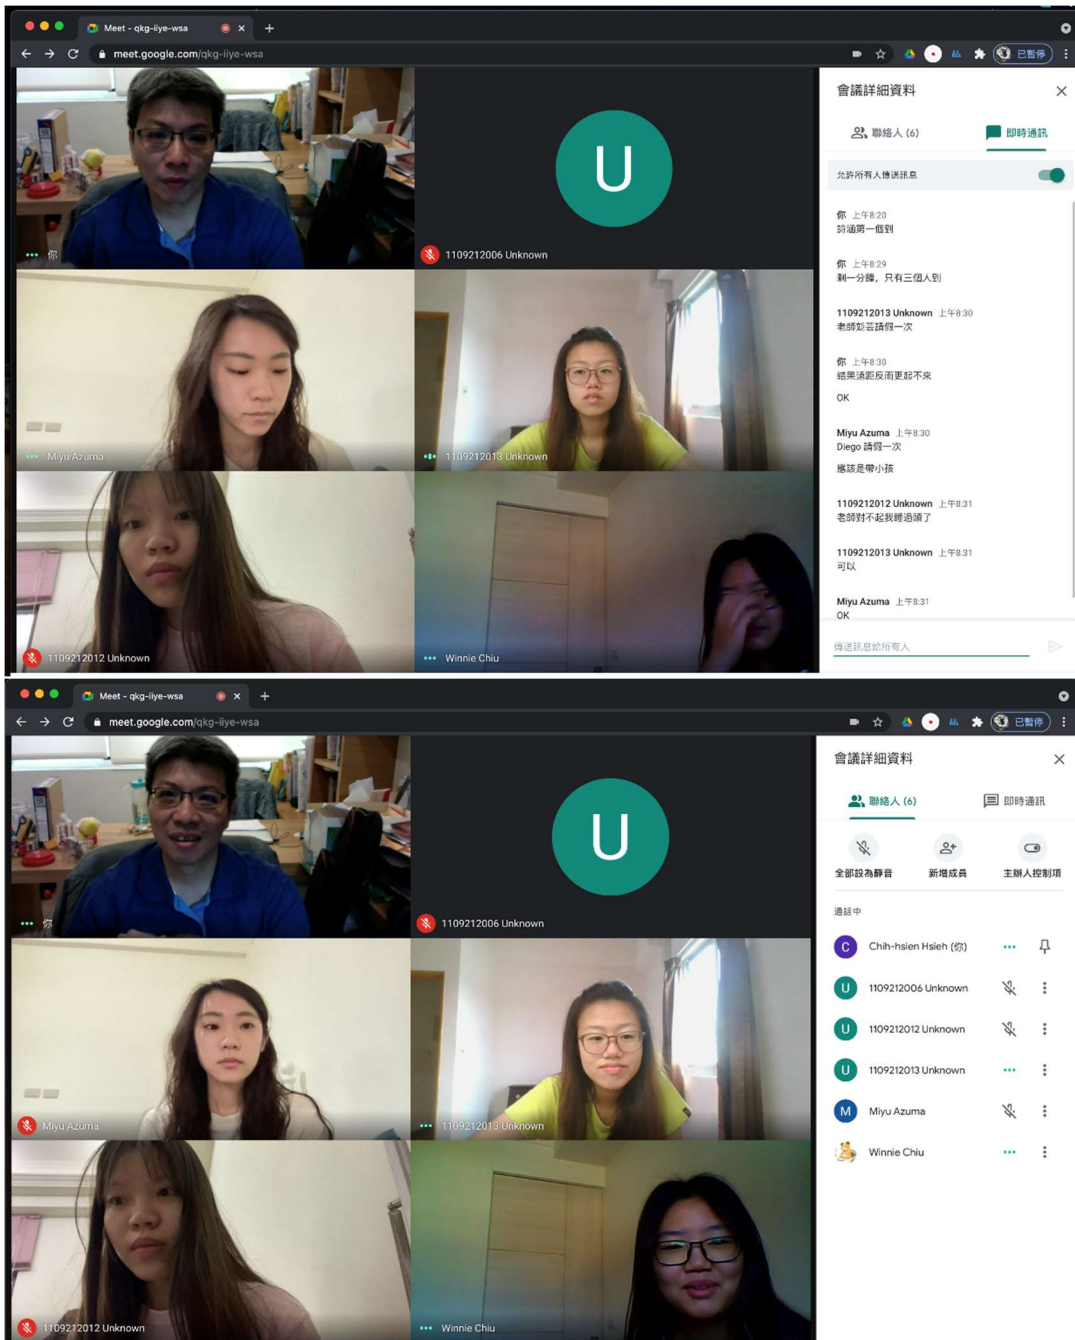 Meet - qkg-iiye-wsa
meet.google.com/qkg-iiye-wsa
已暫停
U
你
1109212006 Unknown
Miyu Azuma
1109212013 Unknown
1109212012 Unknown
Winnie Chiu
會議詳細資料
聯絡人 (6)
即時通訊
允許所有人傳送訊息
你 上午8:20
詩涵第一個到
你 上午8:29
剩一分鐘，只有三個人到
1109212013 Unknown 上午8:30
老師彣芸請假一次
你 上午8:30
結果遠距反而更起不來
OK
Miyu Azuma 上午8:30
Diego 請假一次
應該是帶小孩
1109212012 Unknown 上午8:31
老師對不起我睡過頭了
1109212013 Unknown 上午8:31
可以
Miyu Azuma 上午8:31
OK
傳送訊息給所有人
Meet - qkg-iiye-wsa
meet.google.com/qkg-iiye-wsa
已暫停
U
你
1109212006 Unknown
Miyu Azuma
1109212013 Unknown
1109212012 Unknown
Winnie Chiu
會議詳細資料
聯絡人 (6)
即時通訊
全部設為靜音
新增成員
主辦人控制項
通話中
C
Chih-hsien Hsieh (你)
U
1109212006 Unknown
U
1109212012 Unknown
U
1109212013 Unknown
M
Miyu Azuma
Winnie Chiu